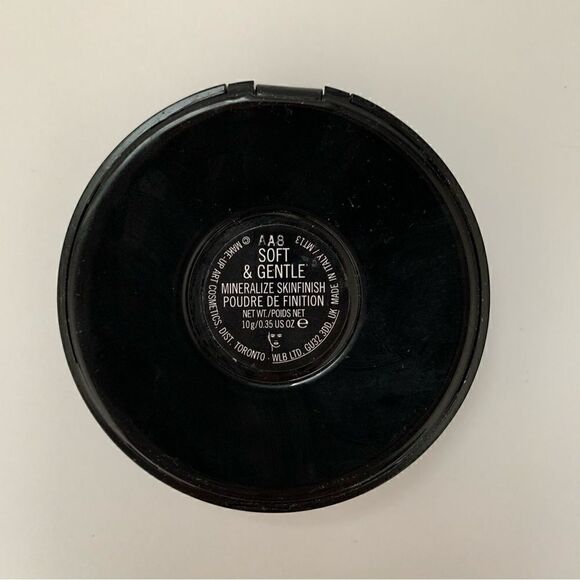 AA8
SOFT
& GENTLE
MINERALIZE SKINFINISH
POUDRE DE FINITION
NET WT./POIDS NET
10g/0.35 US OZ e
© MAKE-UP ART COSMETICS, DIST. TORONTO · WLB LTD. GU32 3DD, UK MADE IN ITALY / MT13